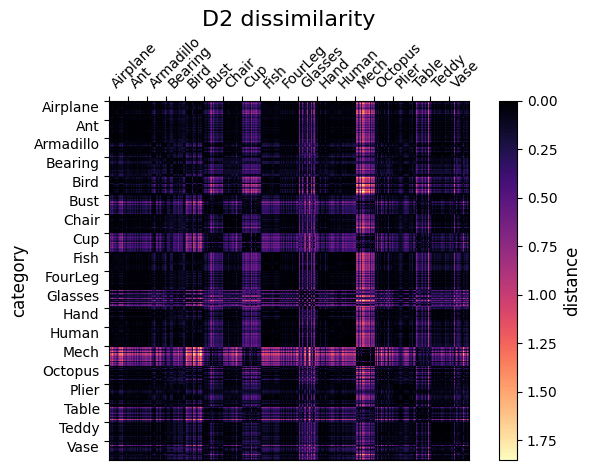 D2 dissimilarity
Airplane
Ant
Armadillo
Bearing
Bird
Bust
Chair
Cup
Fish
FourLeg
Glasses
Hand
Human
Mech
Octopus
Plier
Table
Teddy
Vase
Airplane
Ant
Armadillo
Bearing
Bird
Bust
Chair
Cup
Fish
FourLeg
Glasses
Hand
Human
Mech
Octopus
Plier
Table
Teddy
Vase
category
0.00
0.25
0.50
0.75
1.00
1.25
1.50
1.75
distance